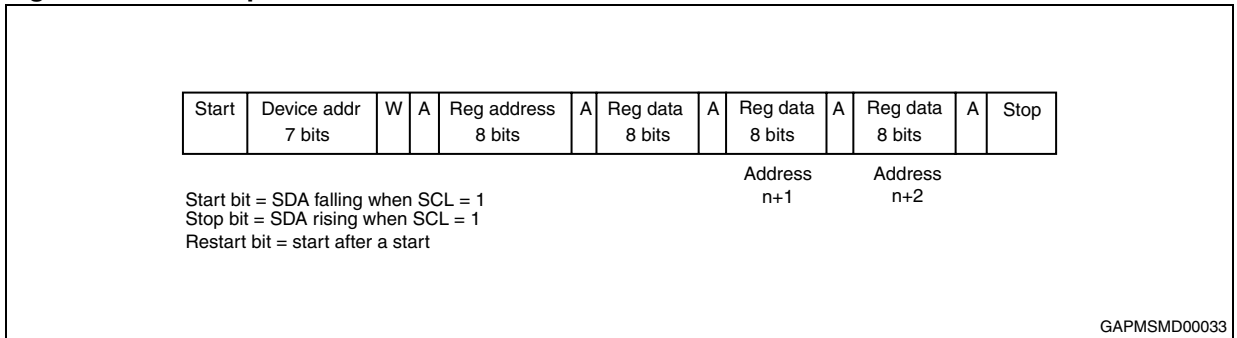 Start Device addr W A Reg address A Reg data A Reg data A Reg data A Stop
7 bits 8 bits 8 bits 8 bits 8 bits
Address Address
n+1 n+2
Start bit = SDA falling when SCL = 1
Stop bit = SDA rising when SCL = 1
Restart bit = start after a start
GAPMSMD00033